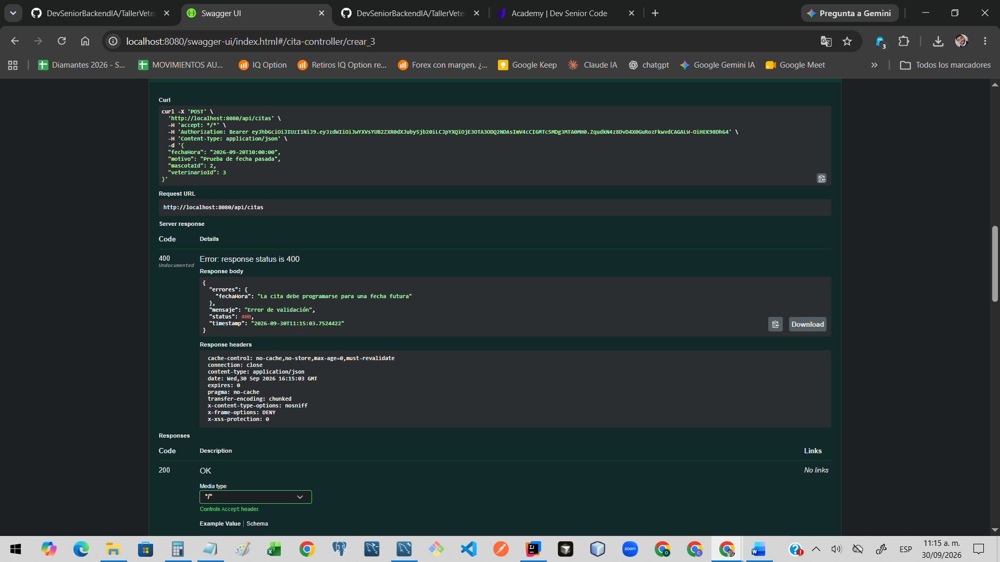 DevSeniorBackendIA/TallerVeter
Swagger UI
DevSeniorBackendIA/TallerVete
Academy | Dev Senior Code
Pregunta a Gemini
localhost:8080/swagger-ui/index.html#/cita-controller/crear_3
3
Diamantes 2026 - S...
MOVIMIENTOS AU...
IQ Option
Retiros IQ Option re...
Forex con margen. ¿...
Google Keep
Claude IA
chatgpt
Google Gemini IA
Google Meet
»
Todos los marcadores
Curl
curl -X 'POST' \
'http://localhost:8080/api/citas' \
-H 'accept: */*' \
-H 'Authorization: Bearer eyJhbGciOiJIUzI1NiJ9.eyJzdWIiOiJwYXVsYUB2ZXR0dXJuby5jb20iLCJpYXQiOjE3OTA3ODQ2NDAsImV4cCI6MTc5MDg3MTA0MH0.ZqudkN4z8DvD4X0GuRozFkwvdCAGALW-OiHEK98Dh64' \
-H 'Content-Type: application/json' \
-d '{
"fechaHora": "2026-09-20T10:00:00",
"motivo": "Prueba de fecha pasada",
"mascotaId": 2,
"veterinarioId": 3
}'
Request URL
http://localhost:8080/api/citas
Server response
Code Details
400 Error: response status is 400
Undocumented
Response body
{
"errores": {
"fechaHora": "La cita debe programarse para una fecha futura"
},
"mensaje": "Error de validación",
"status": 400,
"timestamp": "2026-09-30T11:15:03.7524422"
}
Download
Response headers
cache-control: no-cache,no-store,max-age=0,must-revalidate
connection: close
content-type: application/json
date: Wed,30 Sep 2026 16:15:03 GMT
expires: 0
pragma: no-cache
transfer-encoding: chunked
x-content-type-options: nosniff
x-frame-options: DENY
x-xss-protection: 0
Responses
Code Description Links
200 OK No links
Media type
*/*
Controls Accept header.
Example Value | Schema
zoom
ESP
11:15 a. m.
30/09/2026